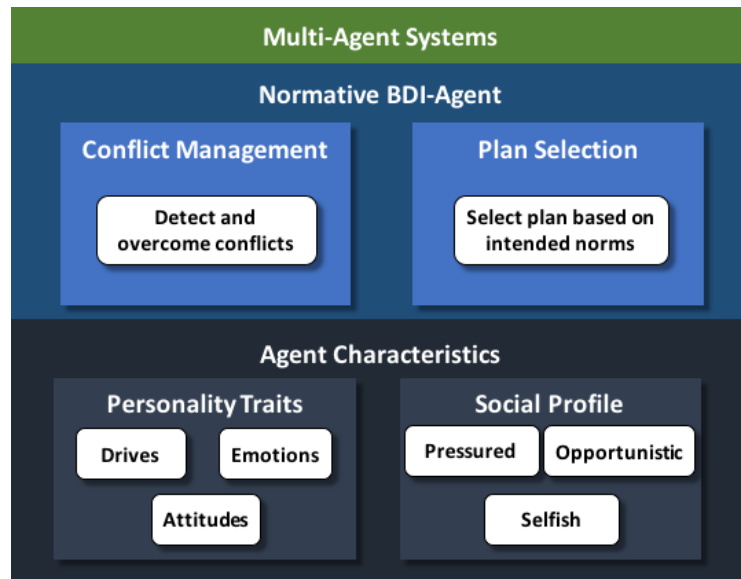 Multi-Agent Systems
Normative BDI-Agent
Conflict Management
Detect and
overcome conflicts
Plan Selection
Select plan based on
intended norms
Agent Characteristics
Personality Traits
Drives
Emotions
Attitudes
Social Profile
Pressured
Opportunistic
Selfish